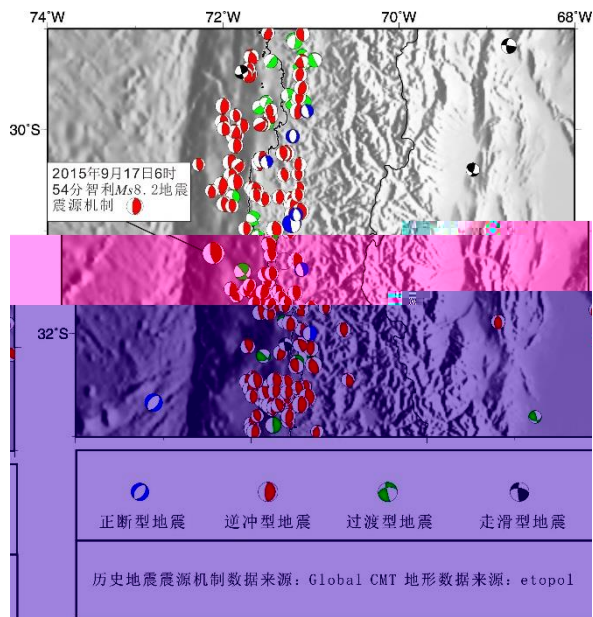 74°W
72°W
70°W
68°W
30°S
2015年9月17日6时
54分智利Ms8.2地震
震源机制
32°S
正断型地震
逆冲型地震
过渡型地震
走滑型地震
历史地震震源机制数据来源: Global CMT 地形数据来源: etopo1